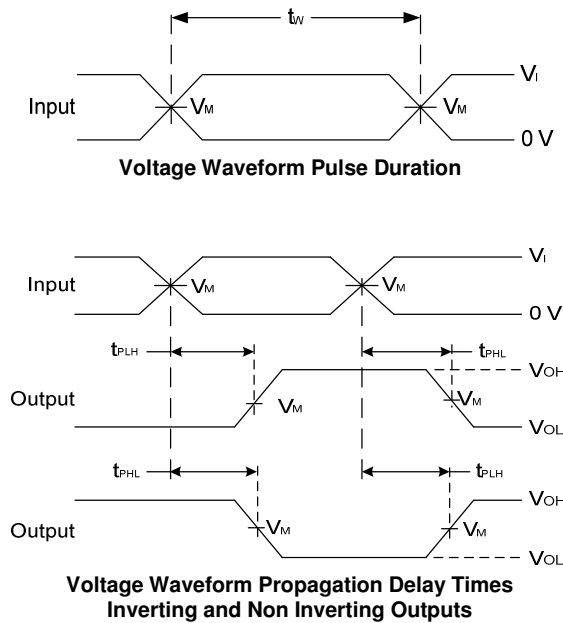 tW
VI
Input
VM
VM
0 V
Voltage Waveform Pulse Duration
VI
Input
VM
VM
0 V
tPLH
tPHL
VOH
Output
VM
VM
VOL
tPHL
tPLH
VOH
Output
VM
VM
VOL
Voltage Waveform Propagation Delay Times
Inverting and Non Inverting Outputs